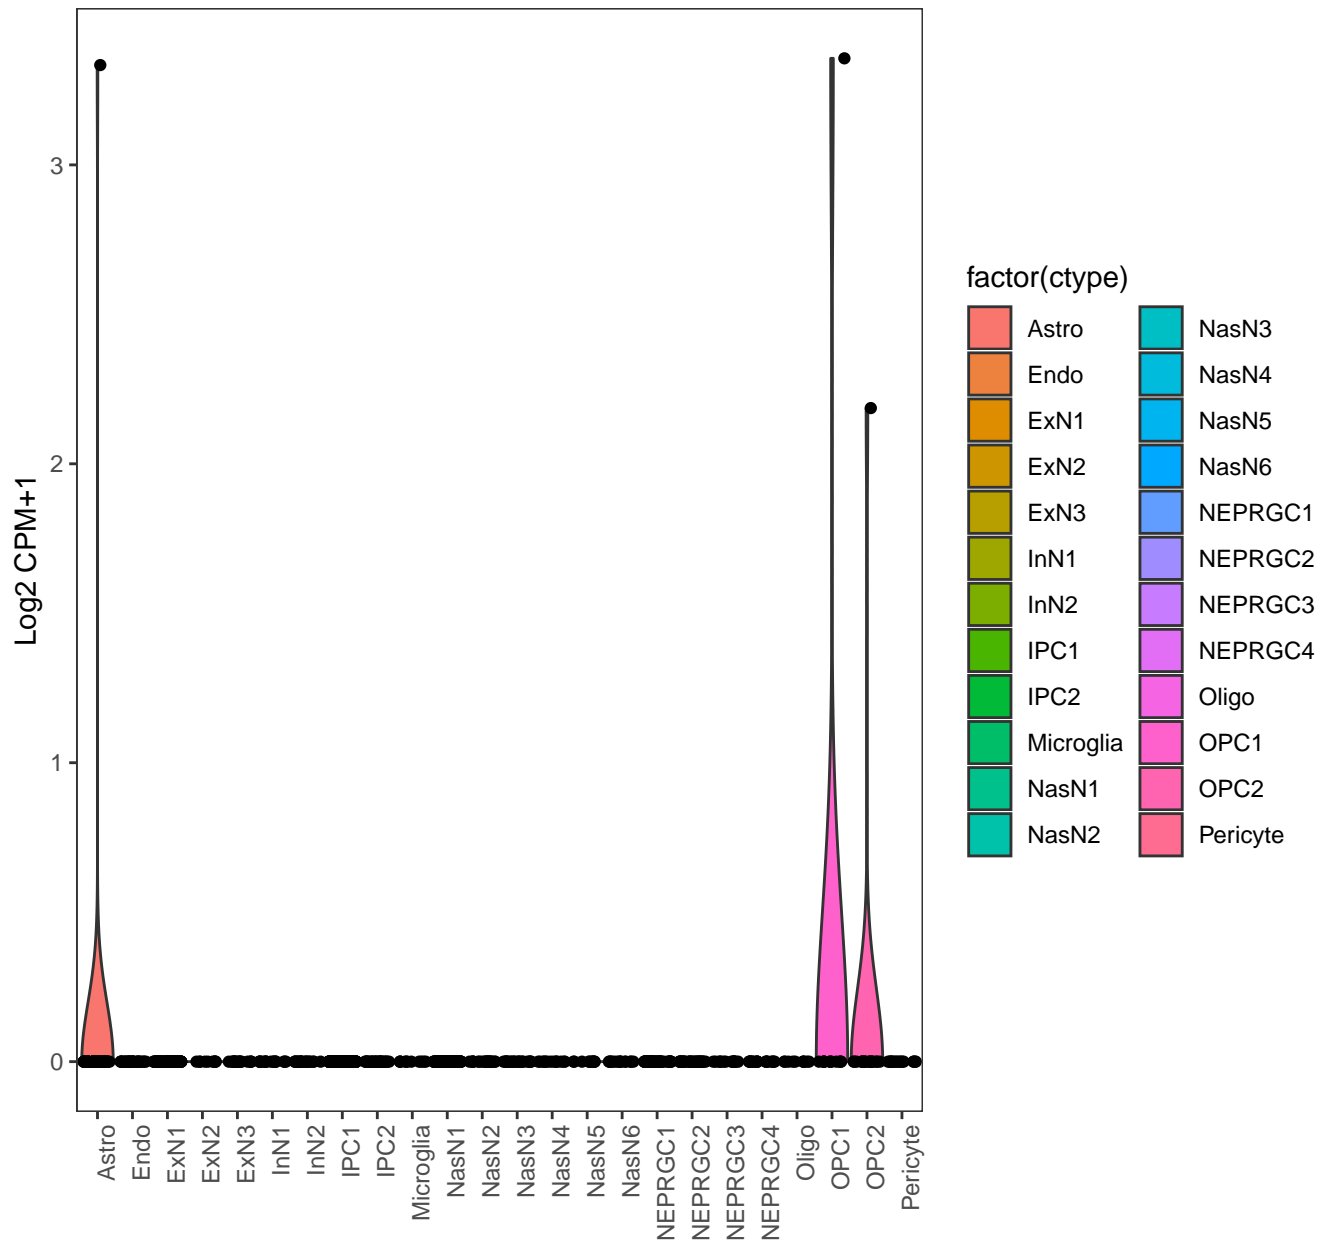 3
2
1
0
Log2 CPM+1
Astro
Endo
ExN1
ExN2
ExN3
InN1
InN2
IPC1
IPC2
Microglia
NasN1
NasN2
NasN3
NasN4
NasN5
NasN6
NEPRGC1
NEPRGC2
NEPRGC3
NEPRGC4
Oligo
OPC1
OPC2
Pericyte
factor(ctype)
Astro
Endo
ExN1
ExN2
ExN3
InN1
InN2
IPC1
IPC2
Microglia
NasN1
NasN2
NasN3
NasN4
NasN5
NasN6
NEPRGC1
NEPRGC2
NEPRGC3
NEPRGC4
Oligo
OPC1
OPC2
Pericyte